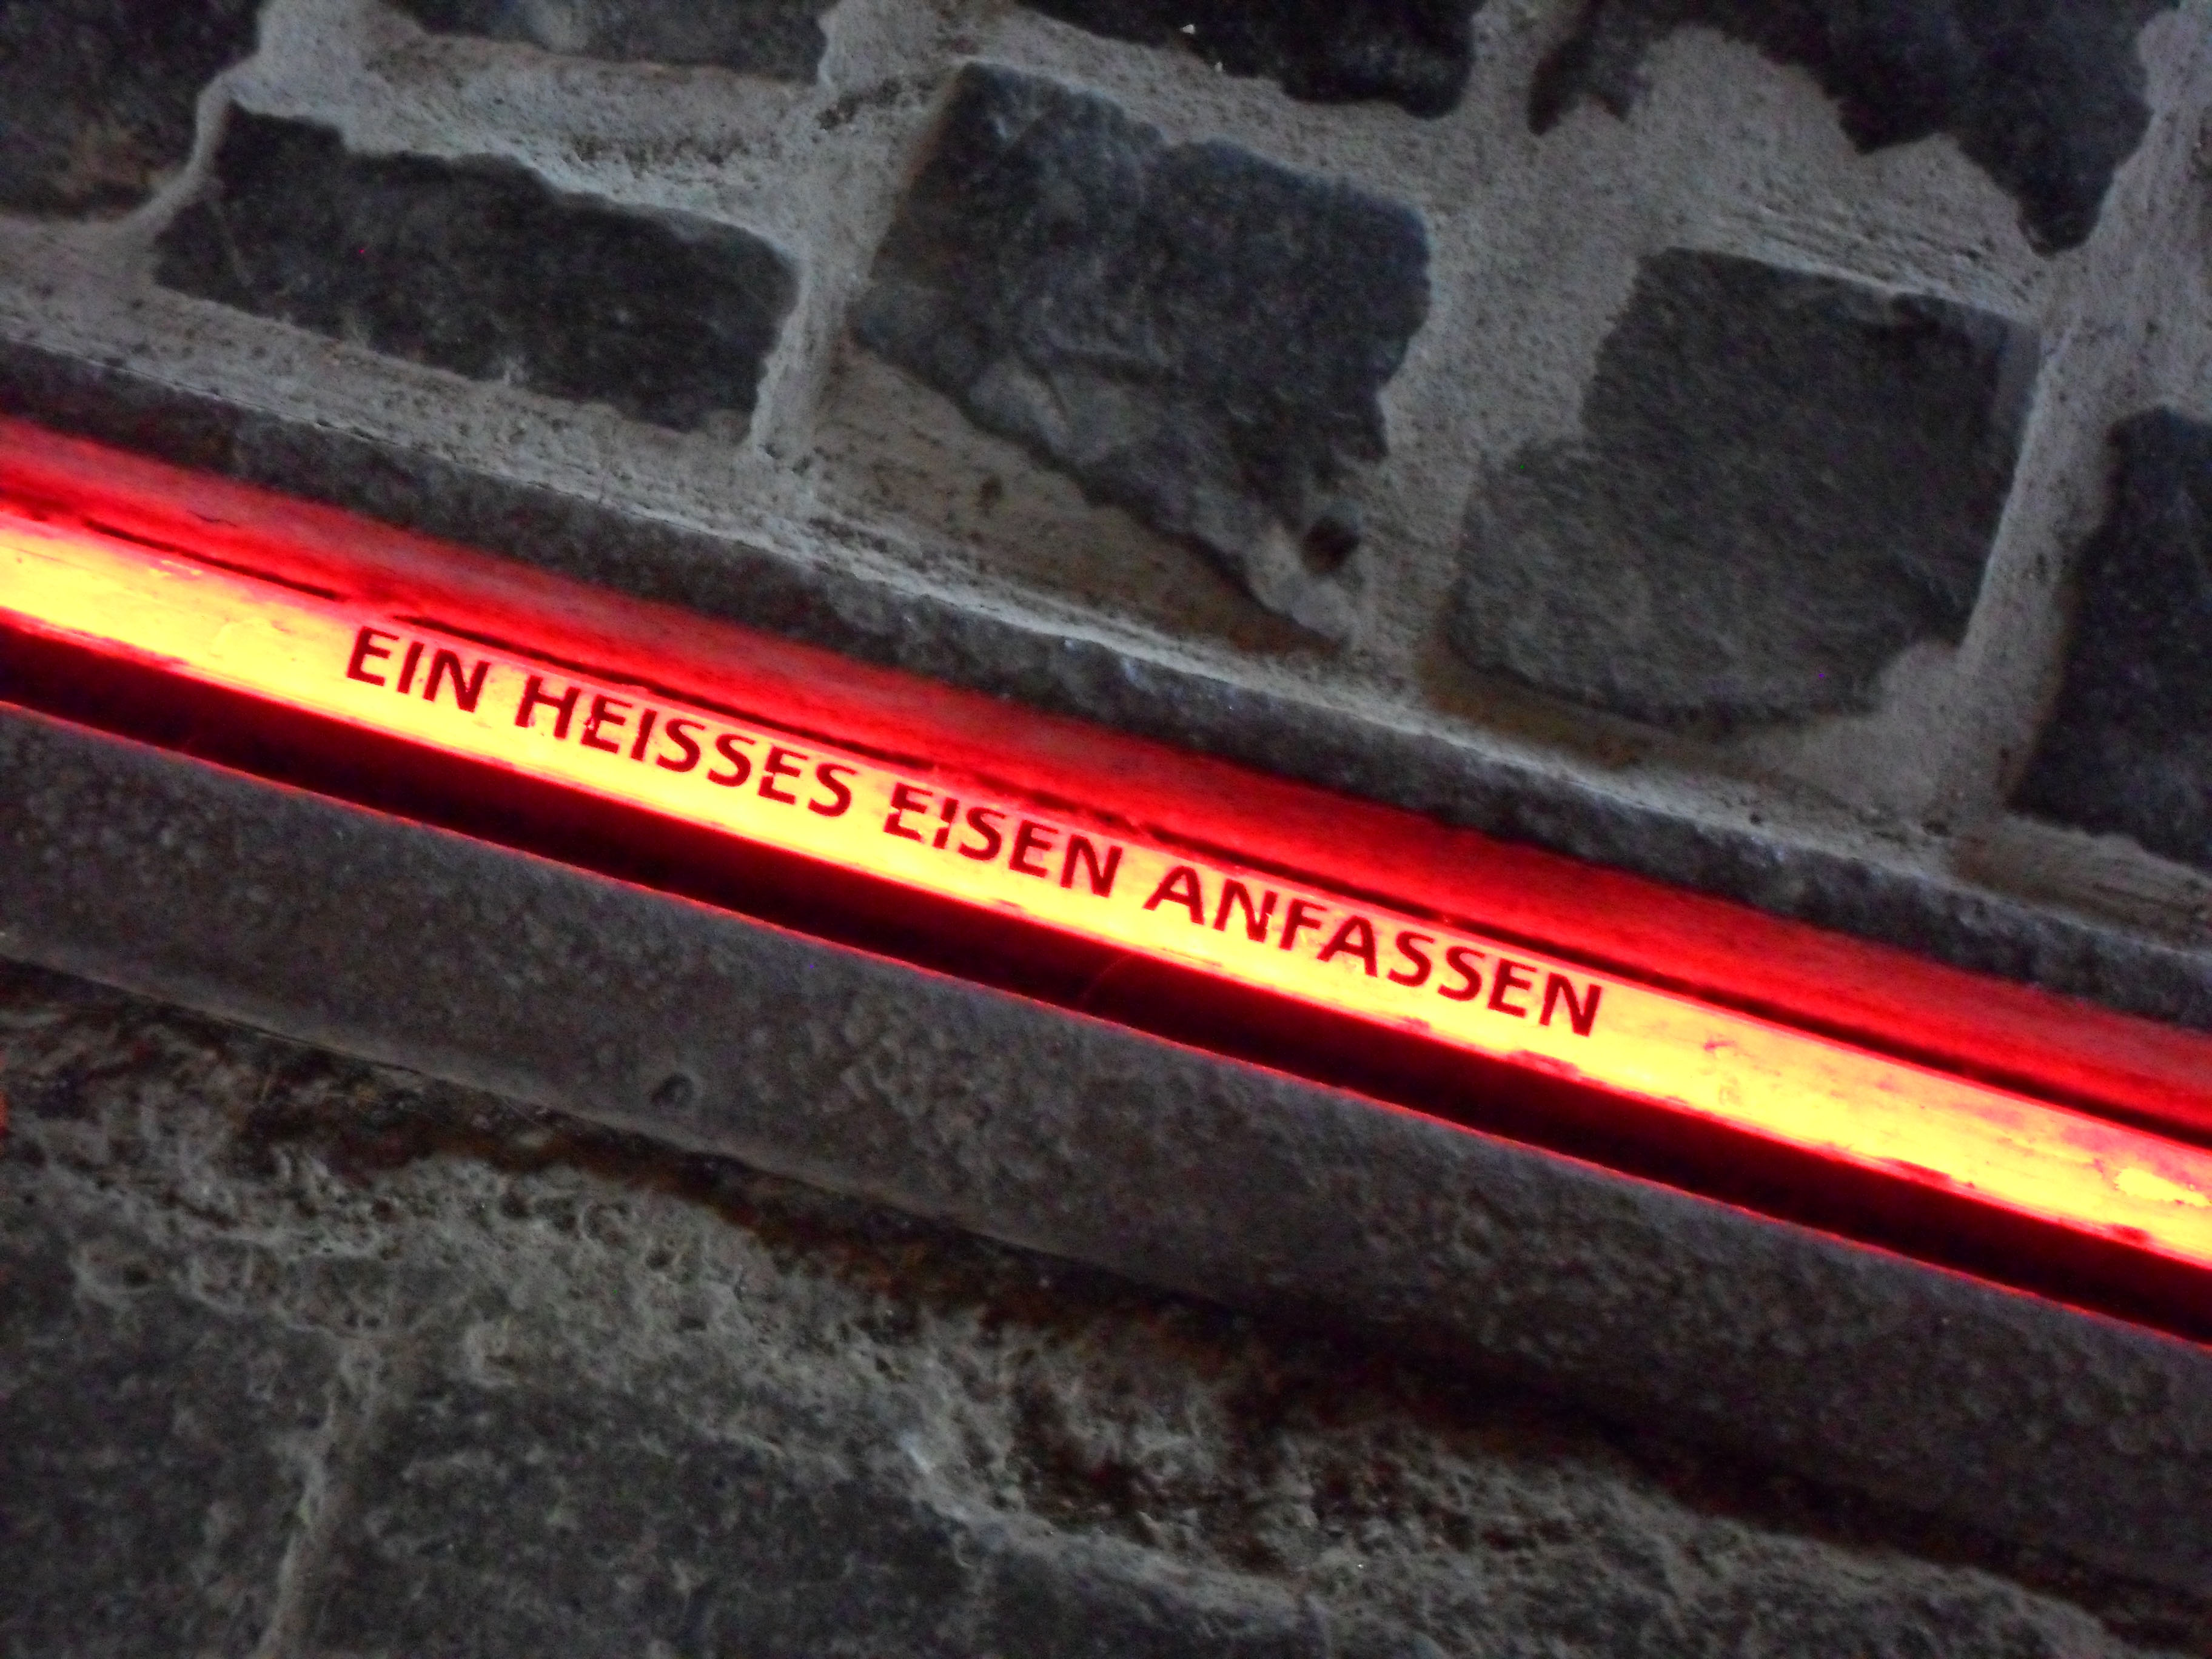 EIN HEISSES EISEN ANFASSEN